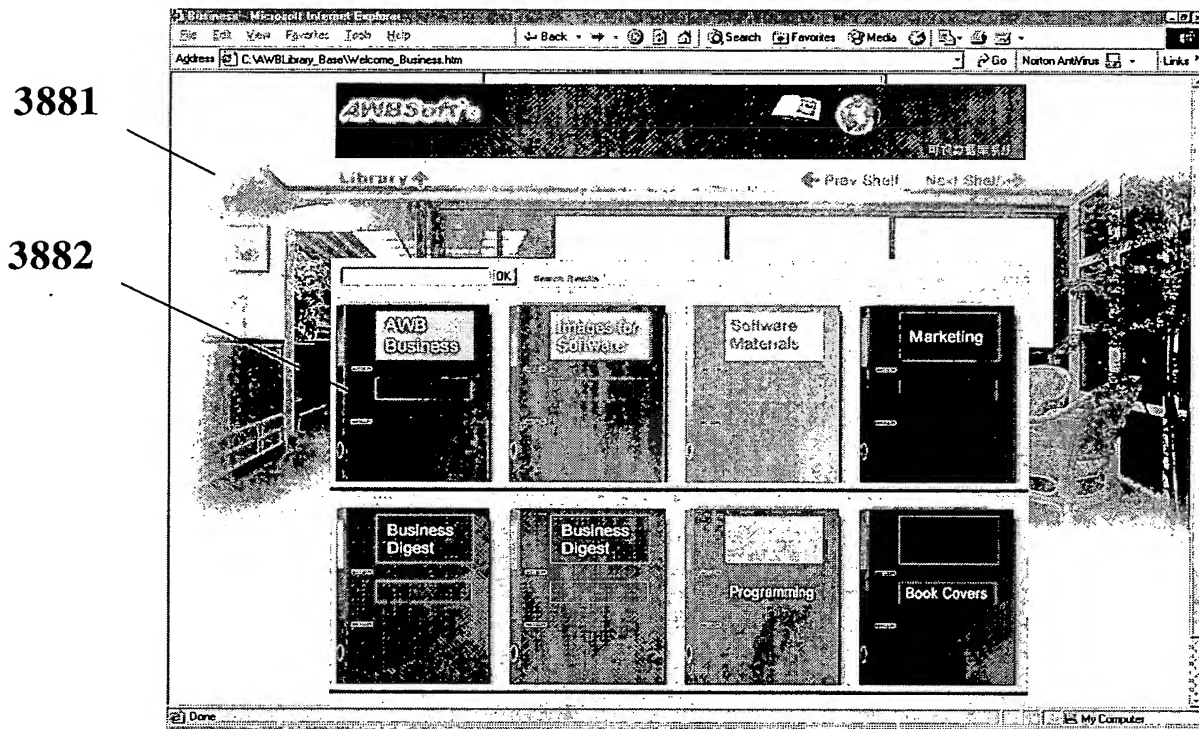 Business - Microsoft Internet Explorer
File Edit View Favorites Tools Help
Back Search Favorites Media
Address C:\AWBLibrary_Base\Welcome_Business.htm Go Norton AntiVirus Links
3881
AWBSoft's
Library Prev Shelf Next Shelf
3882
OK Search Results
AWB Business
Images for Software
Software Materials
Marketing
Business Digest
Business Digest
Programming
Book Covers
Done My Computer